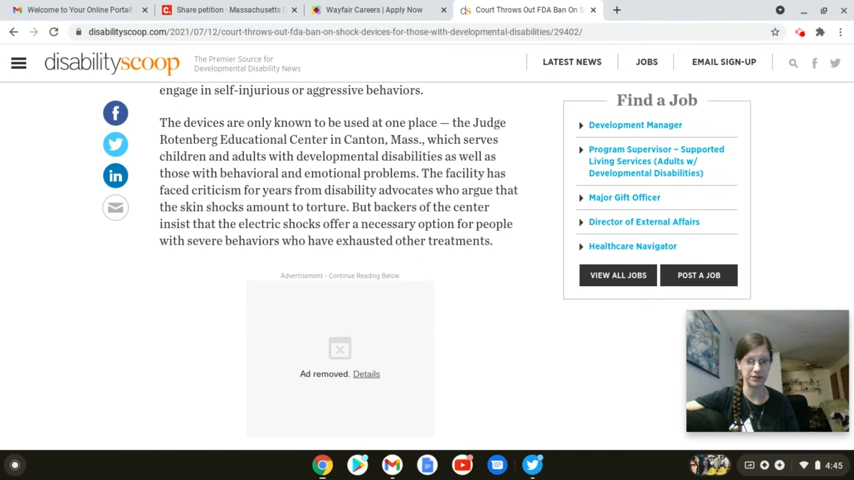 Welcome to Your Online Portal
Share petition · Massachusetts D
Wayfair Careers | Apply Now
Court Throws Out FDA Ban On S
disabilityscoop.com/2021/07/12/court-throws-out-fda-ban-on-shock-devices-for-those-with-developmental-disabilities/29402/
disabilityscoop
The Premier Source for
Developmental Disability News
LATEST NEWS
JOBS
EMAIL SIGN-UP
engage in self-injurious or aggressive behaviors.
The devices are only known to be used at one place — the Judge
Rotenberg Educational Center in Canton, Mass., which serves
children and adults with developmental disabilities as well as
those with behavioral and emotional problems. The facility has
faced criticism for years from disability advocates who argue that
the skin shocks amount to torture. But backers of the center
insist that the electric shocks offer a necessary option for people
with severe behaviors who have exhausted other treatments.
Advertisement - Continue Reading Below
Ad removed. Details
Find a Job
Development Manager
Program Supervisor – Supported
Living Services (Adults w/
Developmental Disabilities)
Major Gift Officer
Director of External Affairs
Healthcare Navigator
VIEW ALL JOBS
POST A JOB
4:45